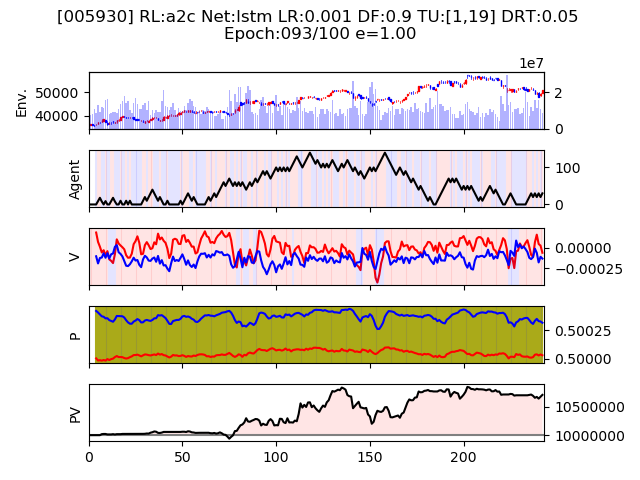 [005930] RL:a2c Net:lstm LR:0.001 DF:0.9 TU:[1,19] DRT:0.05
Epoch:093/100 e=1.00
1e7
Env.
50000
40000
2
0
Agent
100
0
V
0.00000
−0.00025
P
0.50025
0.50000
PV
10500000
10000000
0 50 100 150 200